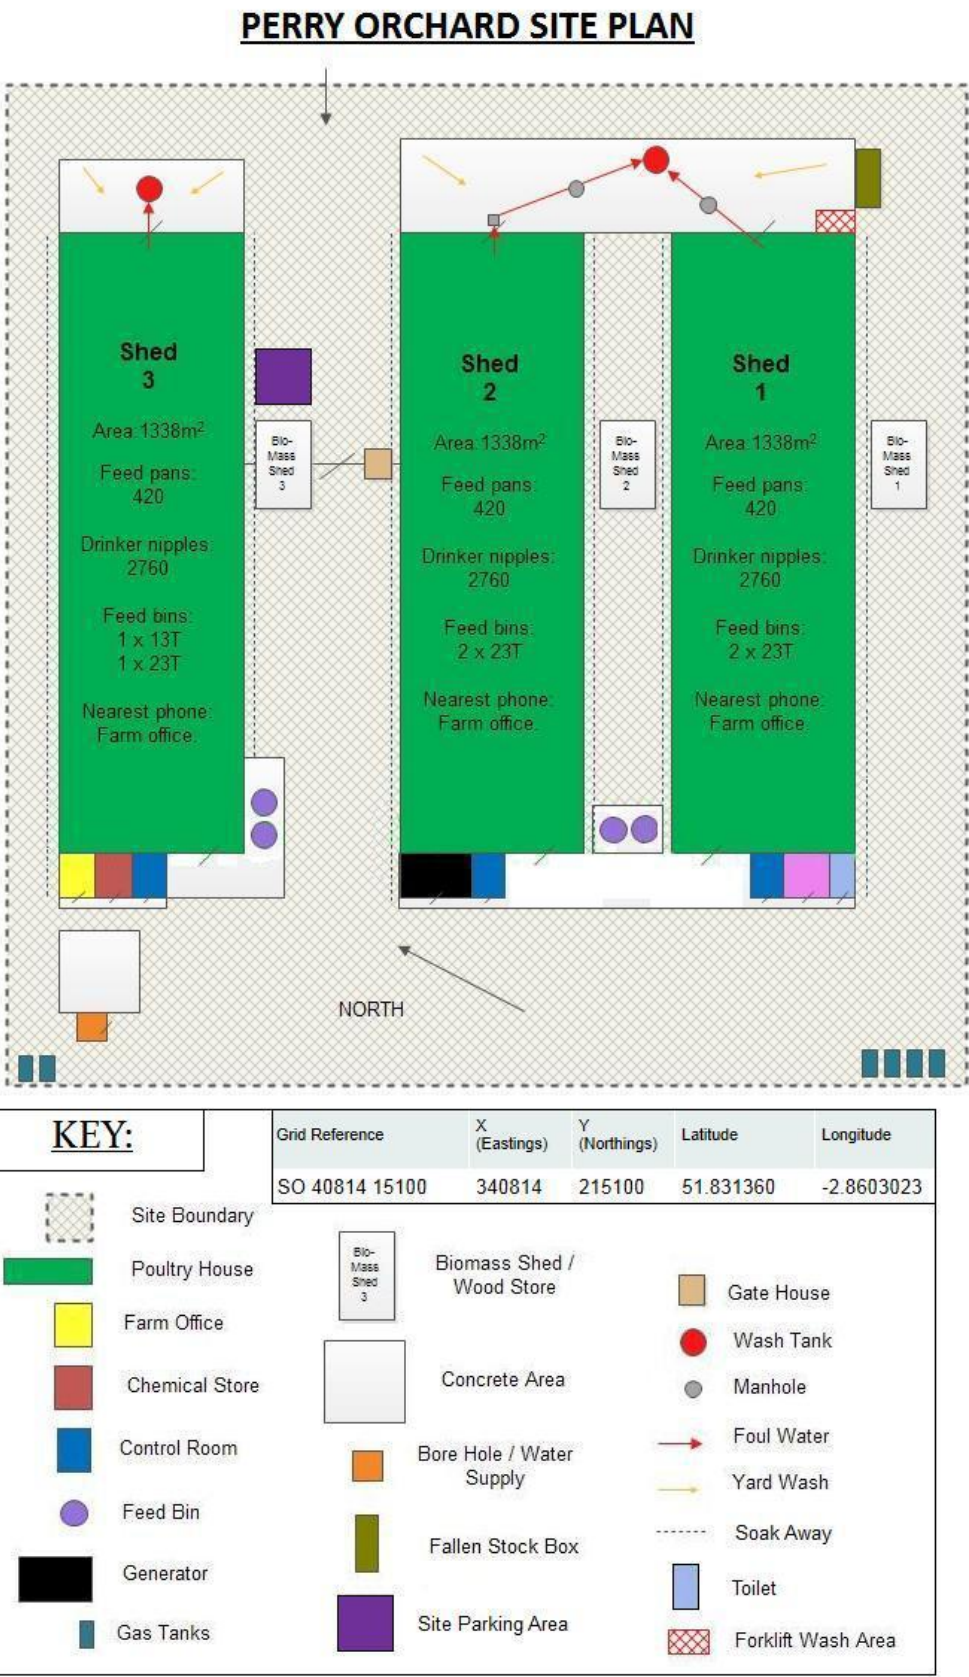 PERRY ORCHARD SITE PLAN
Shed
3
Area:1338m²
Feed pans:
420
Drinker nipples:
2760
Feed bins:
1 x 13T
1 x 23T
Nearest phone:
Farm office.
Bio-
Mass
Shed
3
Shed
2
Area:1338m²
Feed pans:
420
Drinker nipples:
2760
Feed bins:
2 x 23T
Nearest phone:
Farm office.
Bio-
Mass
Shed
2
Shed
1
Area:1338m²
Feed pans:
420
Drinker nipples:
2760
Feed bins:
2 x 23T
Nearest phone:
Farm office.
Bio-
Mass
Shed
1
NORTH
KEY:
Grid Reference
X
(Eastings)
Y
(Northings)
Latitude
Longitude
SO 40814 15100
340814
215100
51.831360
-2.8603023
Site Boundary
Poultry House
Farm Office
Chemical Store
Control Room
Feed Bin
Generator
Gas Tanks
Bio-
Mass
Shed
3
Biomass Shed /
Wood Store
Concrete Area
Bore Hole / Water
Supply
Fallen Stock Box
Site Parking Area
Gate House
Wash Tank
Manhole
Foul Water
Yard Wash
Soak Away
Toilet
Forklift Wash Area